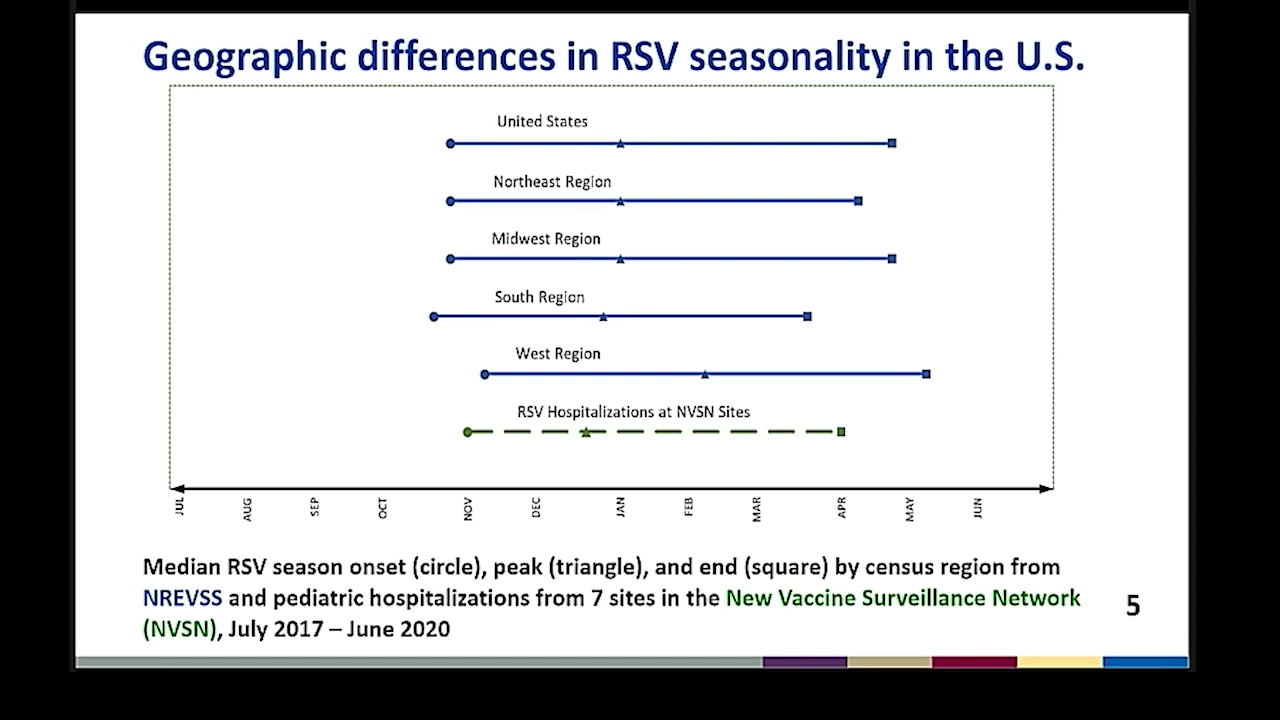 Geographic differences in RSV seasonality in the U.S.
United States
Northeast Region
Midwest Region
South Region
West Region
RSV Hospitalizations at NVSN Sites
JUL
AUG
SEP
OCT
NOV
DEC
JAN
FEB
MAR
APR
MAY
JUN
Median RSV season onset (circle), peak (triangle), and end (square) by census region from
NREVSS and pediatric hospitalizations from 7 sites in the New Vaccine Surveillance Network
(NVSN), July 2017 – June 2020
5